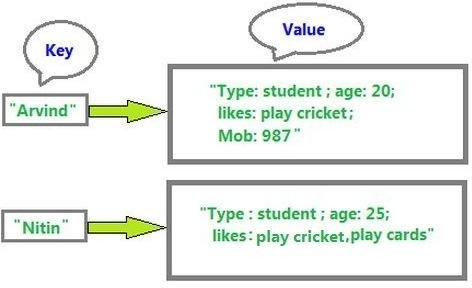 Key
Value
"Arvind"
"Type: student ; age: 20;
likes: play cricket;
Mob: 987"
"Nitin"
"Type : student ; age: 25;
likes: play cricket,play cards"